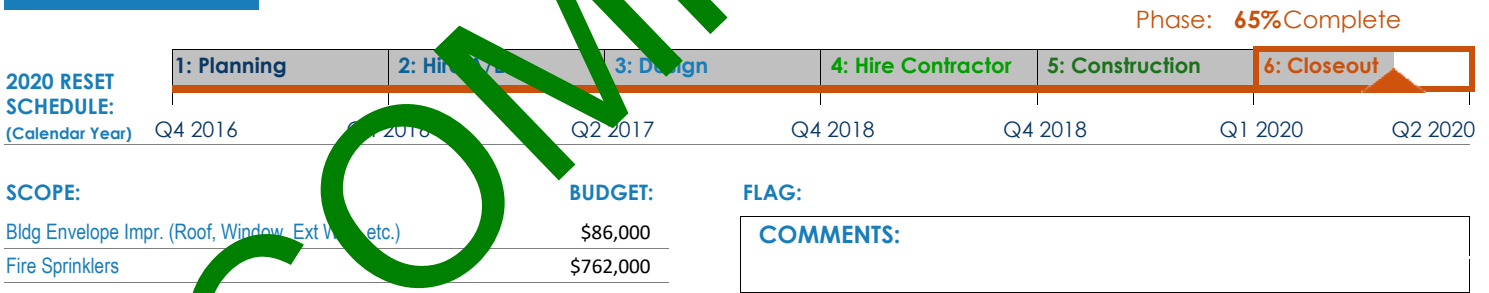 Phase: 65%Complete
1: Planning 2: Hire 3: Design 4: Hire Contractor 5: Construction 6: Closeout
2020 RESET
SCHEDULE:
(Calendar Year) Q4 2016 2016 Q2 2017 Q4 2018 Q4 2018 Q1 2020 Q2 2020
SCOPE: BUDGET: FLAG:
Bldg Envelope Impr. (Roof, Window, Ext etc.) $86,000
COMMENTS:
Fire Sprinklers $762,000
COM